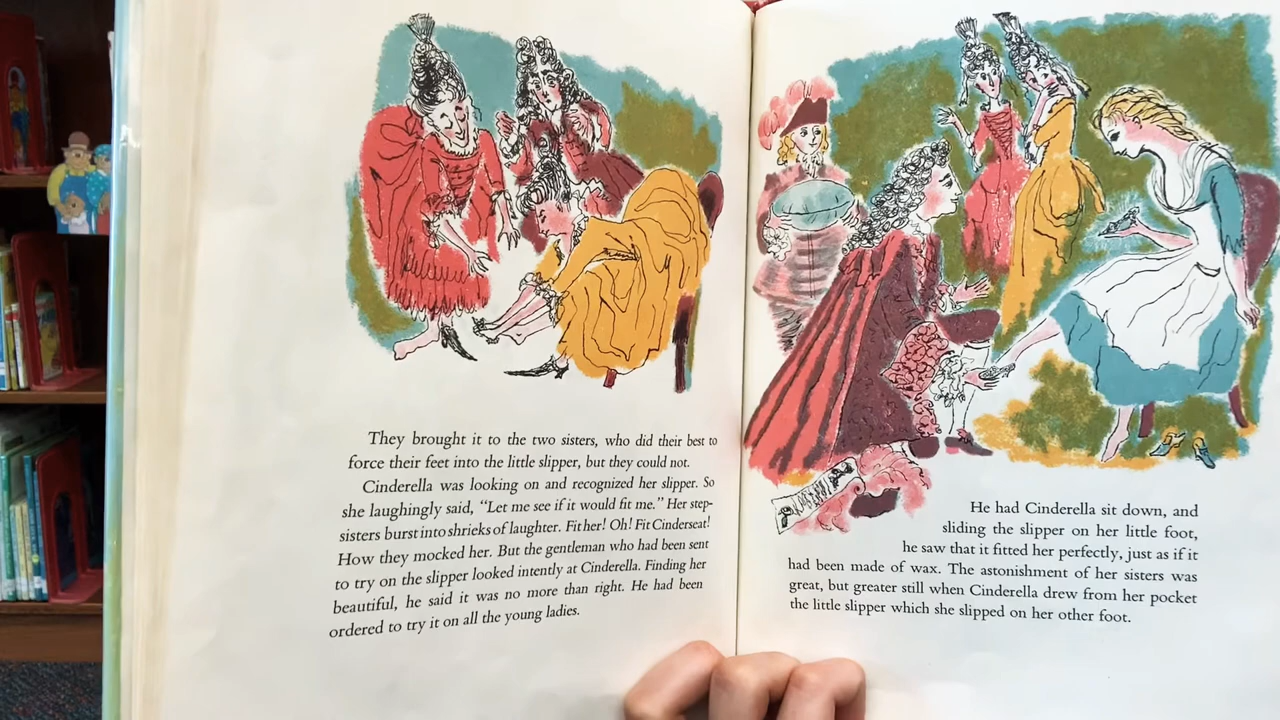 They brought it to the two sisters, who did their best to
force their feet into the little slipper, but they could not.
Cinderella was looking on and recognized her slipper. So
she laughingly said, “Let me see if it would fit me.” Her step-
sisters burst into shrieks of laughter. Fit her! Oh! Fit Cinderseat!
How they mocked her. But the gentleman who had been sent
to try on the slipper looked intently at Cinderella. Finding her
beautiful, he said it was no more than right. He had been
ordered to try it on all the young ladies.
He had Cinderella sit down, and
sliding the slipper on her little foot,
he saw that it fitted her perfectly, just as if it
had been made of wax. The astonishment of her sisters was
great, but greater still when Cinderella drew from her pocket
the little slipper which she slipped on her other foot.